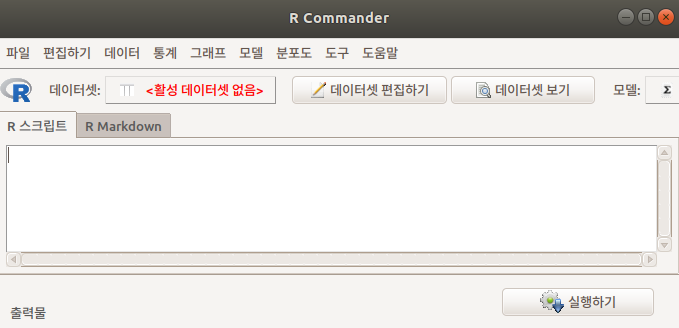 R Commander
파일 편집하기 데이터 통계 그래프 모델 분포도 도구 도움말
R 데이터셋: <활성 데이터셋 없음> 데이터셋 편집하기 데이터셋 보기 모델: Σ
R 스크립트 R Markdown
실행하기
출력물